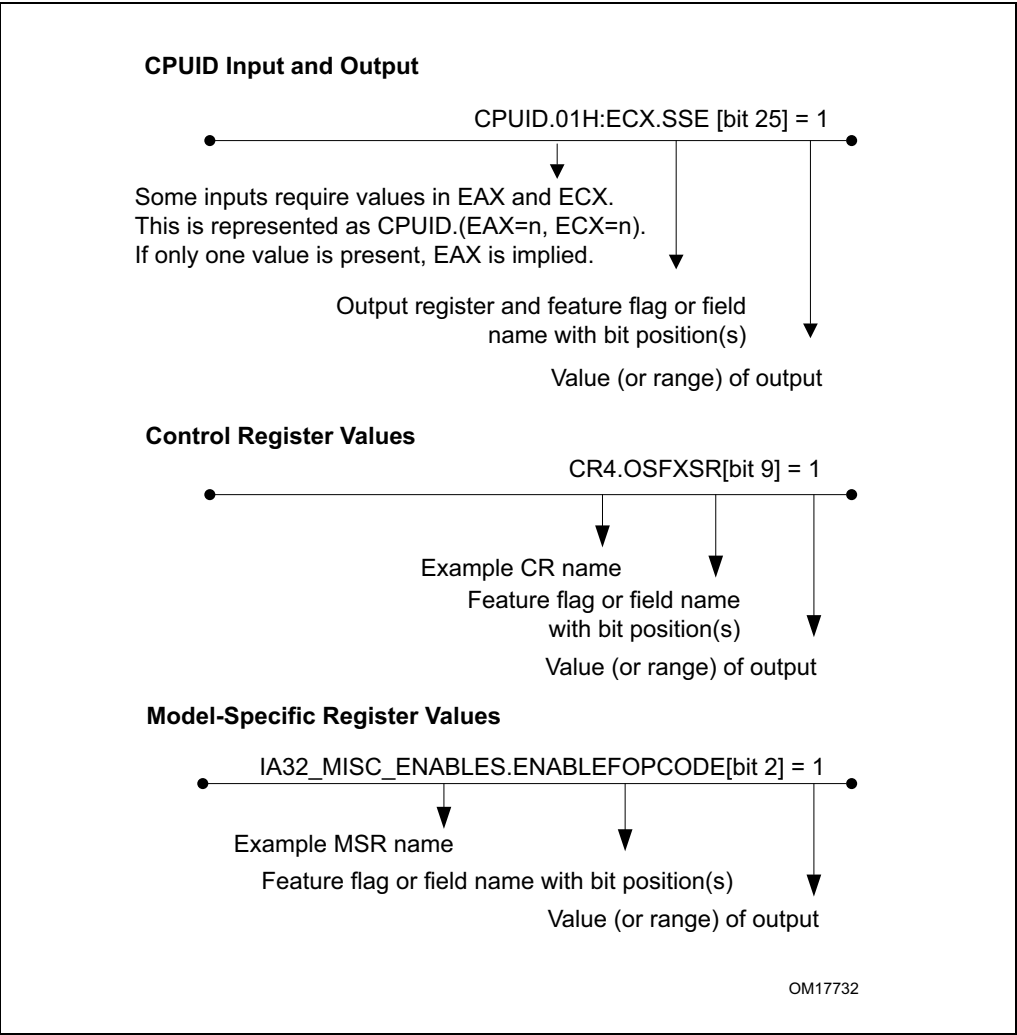 CPUID Input and Output
CPUID.01H:ECX.SSE [bit 25] = 1
Some inputs require values in EAX and ECX.
This is represented as CPUID.(EAX=n, ECX=n).
If only one value is present, EAX is implied.
Output register and feature flag or field
name with bit position(s)
Value (or range) of output
Control Register Values
CR4.OSFXSR[bit 9] = 1
Example CR name
Feature flag or field name
with bit position(s)
Value (or range) of output
Model-Specific Register Values
IA32_MISC_ENABLES.ENABLEFOPCODE[bit 2] = 1
Example MSR name
Feature flag or field name with bit position(s)
Value (or range) of output
OM17732